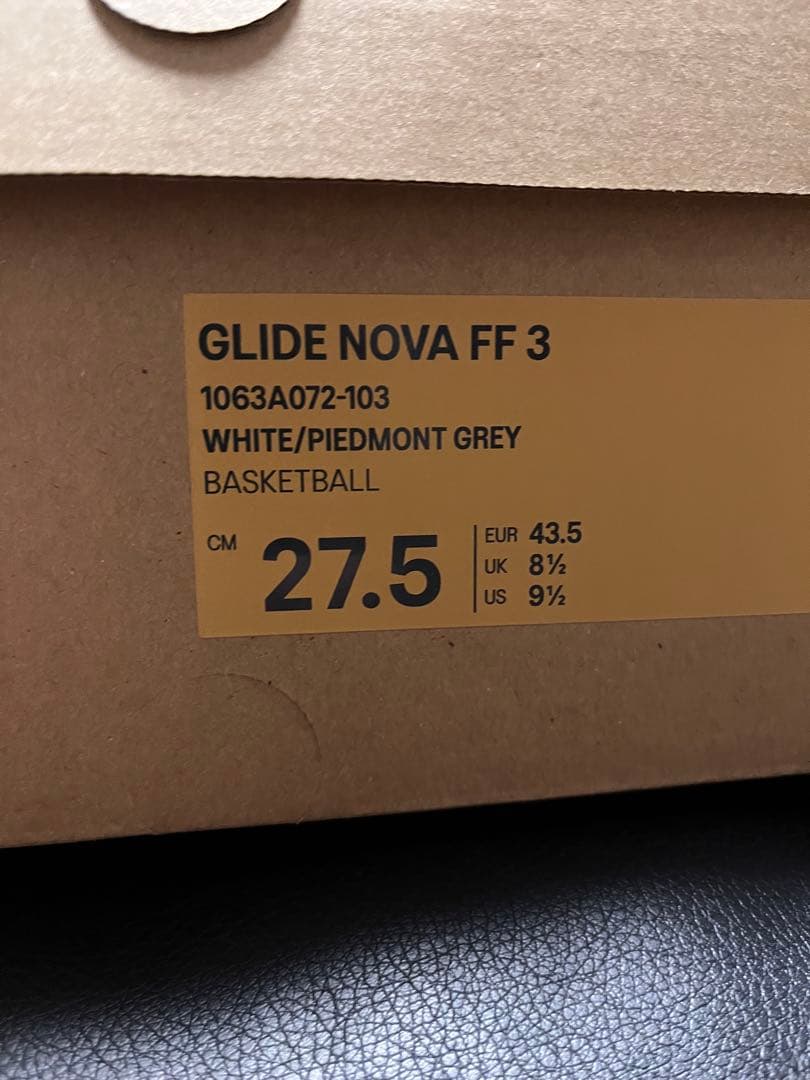 GLIDE NOVA FF 3
1063A072-103
WHITE/PIEDMONT GREY
BASKETBALL
CM 27.5
EUR 43.5
UK 8½
US 9½